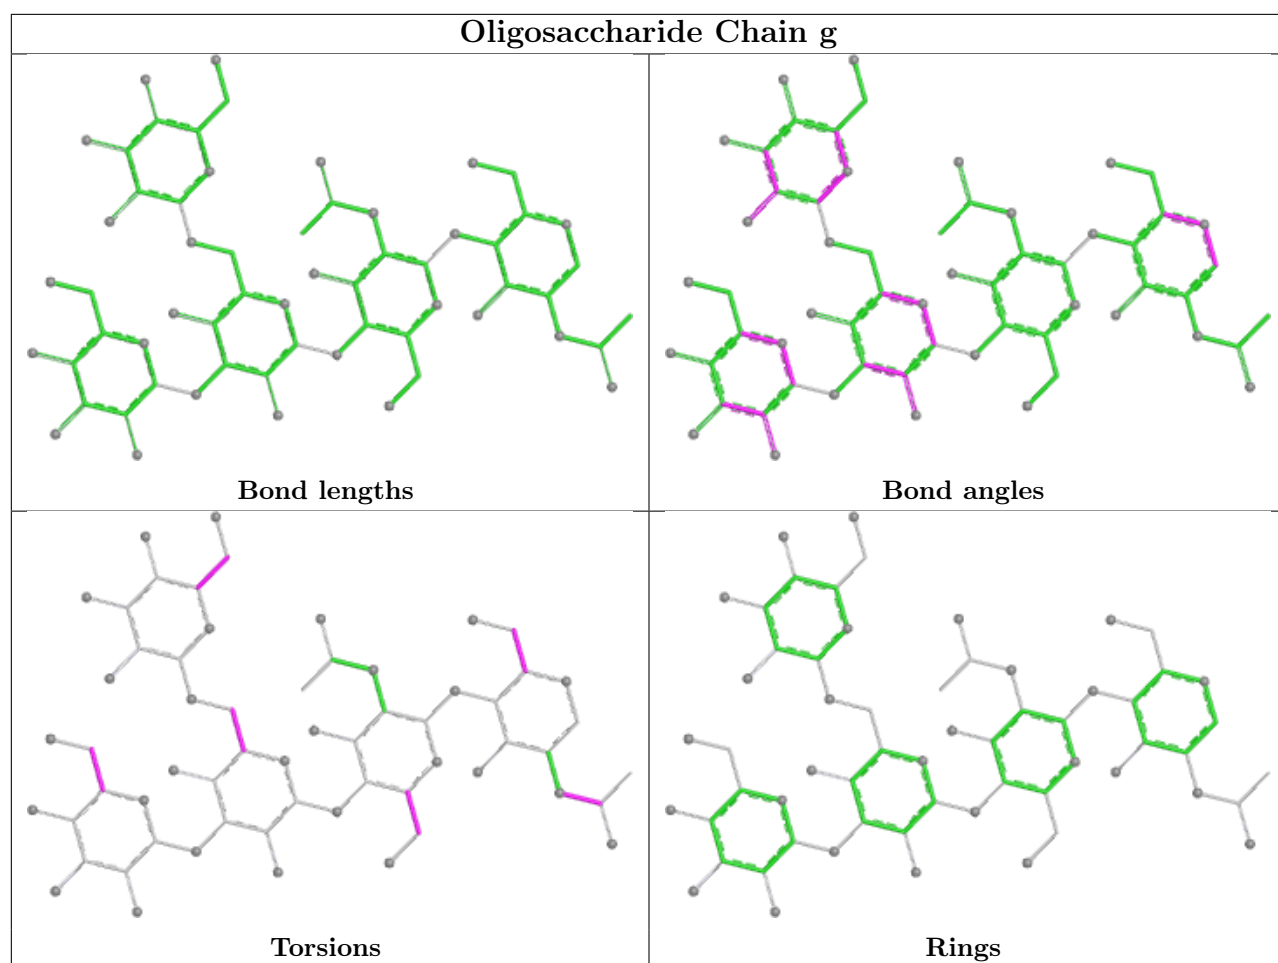 Oligosaccharide Chain g
Bond lengths
Bond angles
Torsions
Rings